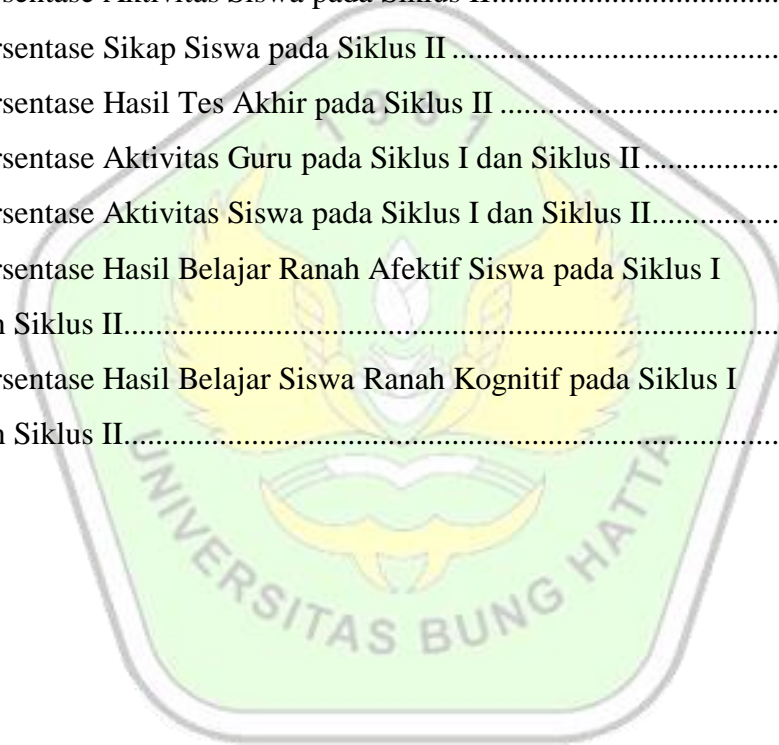 rsentase Aktivitas Siswa pada Siklus II
rsentase Sikap Siswa pada Siklus II
rsentase Hasil Tes Akhir pada Siklus II
rsentase Aktivitas Guru pada Siklus I dan Siklus II
rsentase Aktivitas Siswa pada Siklus I dan Siklus II
rsentase Hasil Belajar Ranah Afektif Siswa pada Siklus I
n Siklus II
rsentase Hasil Belajar Siswa Ranah Kognitif pada Siklus I
n Siklus II
1981
UNIVERSITAS BUNG HATTA